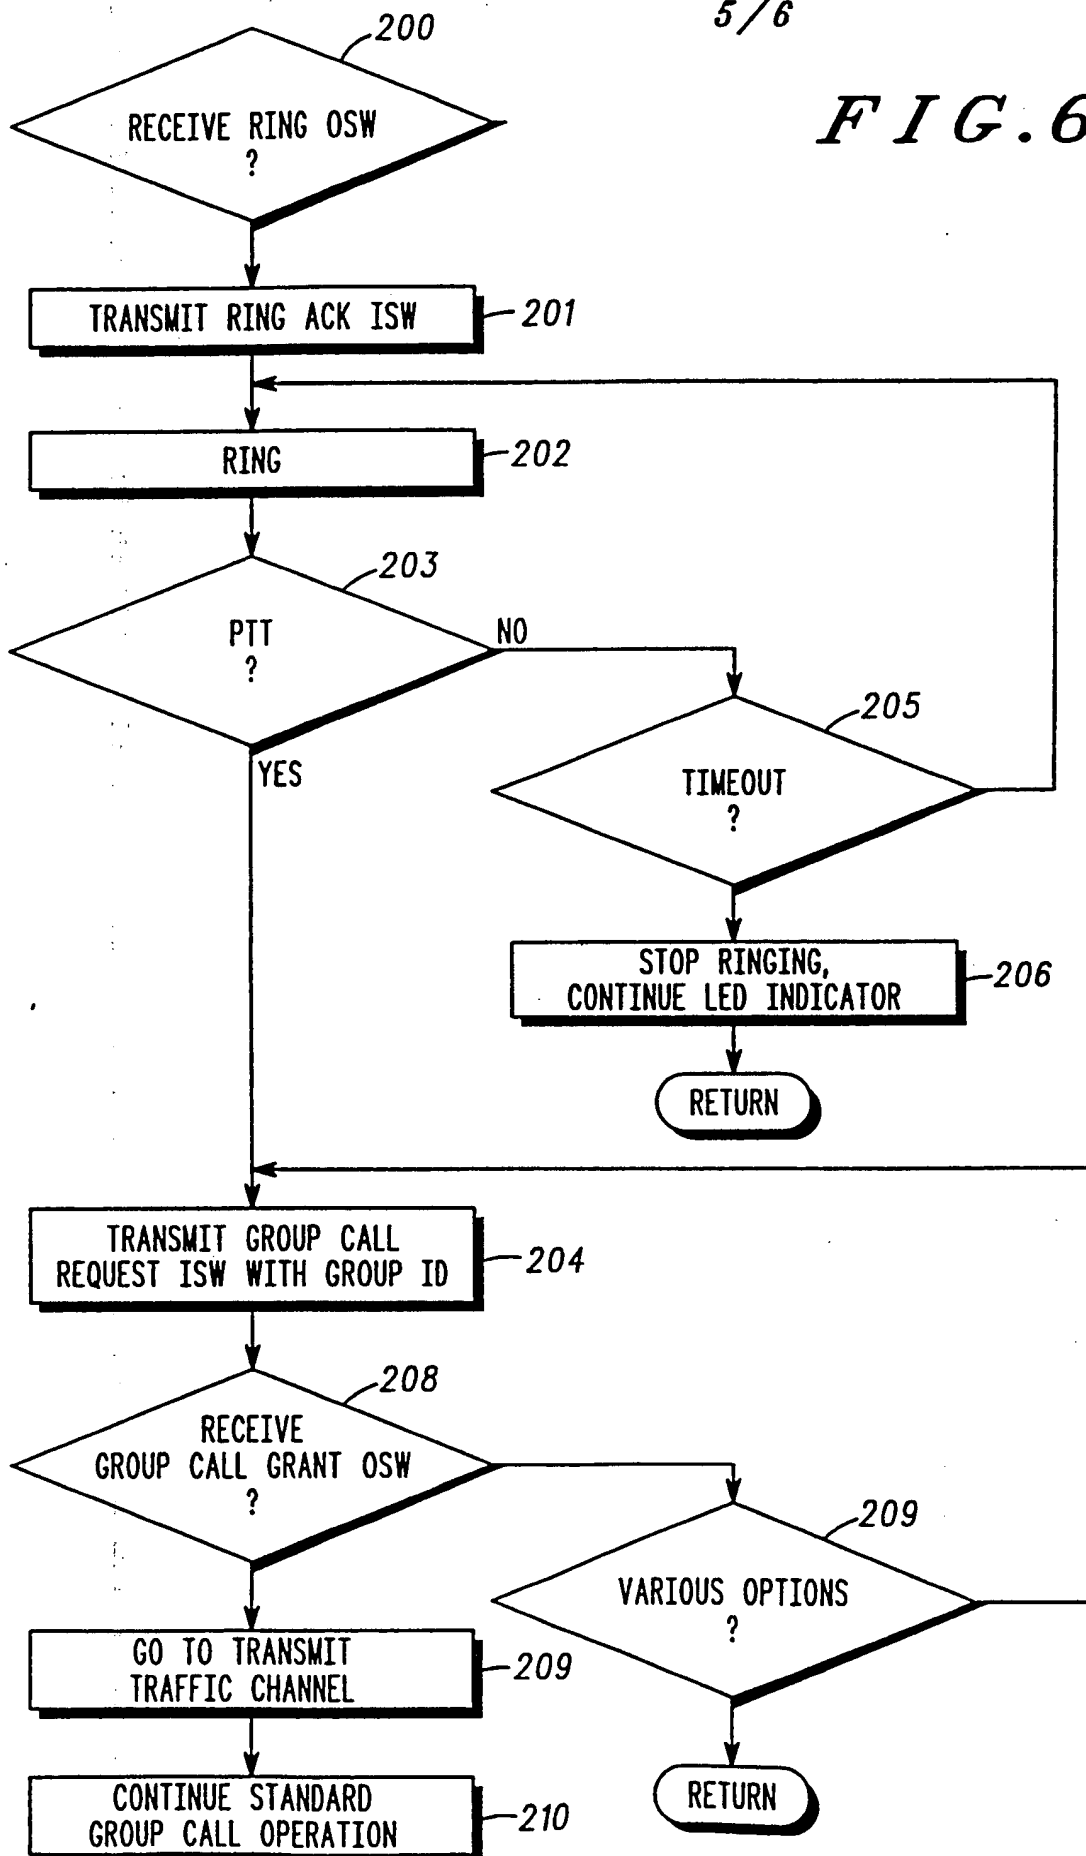 5/6
FIG.6
200
RECEIVE RING OSW
?
TRANSMIT RING ACK ISW
201
RING
202
203
PTT
?
NO
YES
205
TIMEOUT
?
STOP RINGING,
CONTINUE LED INDICATOR
206
RETURN
TRANSMIT GROUP CALL
REQUEST ISW WITH GROUP ID
204
208
RECEIVE
GROUP CALL GRANT OSW
?
209
VARIOUS OPTIONS
?
GO TO TRANSMIT
TRAFFIC CHANNEL
209
RETURN
CONTINUE STANDARD
GROUP CALL OPERATION
210